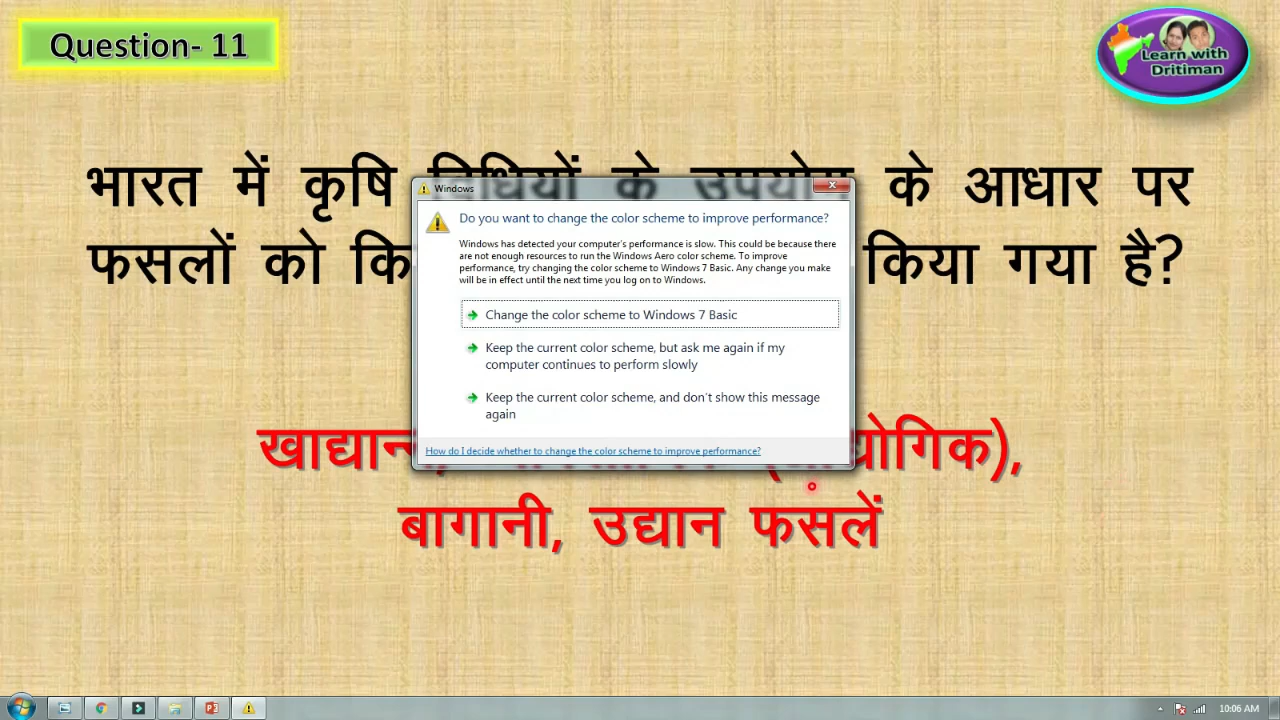 Question- 11
Learn with
Dritiman
भारत में कृषि विधियों के उपयोग के आधार पर
फसलों को किया गया है?
Windows
Do you want to change the color scheme to improve performance?
Windows has detected your computer's performance is slow. This could be because there
are not enough resources to run the Windows Aero color scheme. To improve
performance, try changing the color scheme to Windows 7 Basic. Any change you make
will be in effect until the next time you log on to Windows.
Change the color scheme to Windows 7 Basic
Keep the current color scheme, but ask me again if my
computer continues to perform slowly
Keep the current color scheme, and don't show this message
again
How do I decide whether to change the color scheme to improve performance?
बागानी, उद्यान फसलें
10:06 AM